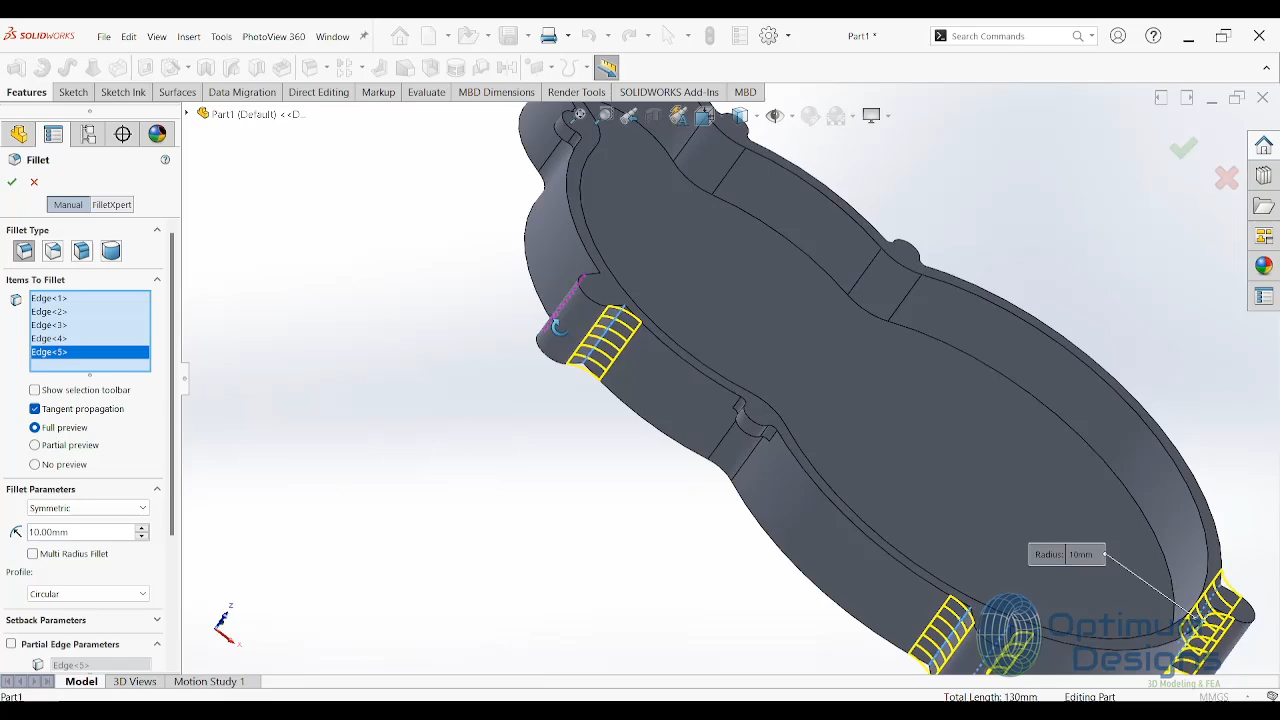 SOLIDWORKS File Edit View Insert Tools PhotoView 360 Window Part1 * Search Commands ?
Features Sketch Sketch Ink Surfaces Data Migration Direct Editing Markup Evaluate MBD Dimensions Render Tools SOLIDWORKS Add-Ins MBD
Part1 (Default) <<D...
Fillet
Manual FilletXpert
Fillet Type
Items To Fillet
Edge<1>
Edge<2>
Edge<3>
Edge<4>
Edge<5>
Show selection toolbar
Tangent propagation
Full preview
Partial preview
No preview
Fillet Parameters
Symmetric
10.00mm
Multi Radius Fillet
Profile:
Circular
Setback Parameters
Partial Edge Parameters
Edge<5>
Radius: 10mm
z
x
Optimus
Designs
3D Modeling & FEA
Model 3D Views Motion Study 1
Part1 Total Length: 130mm Editing Part MMGS